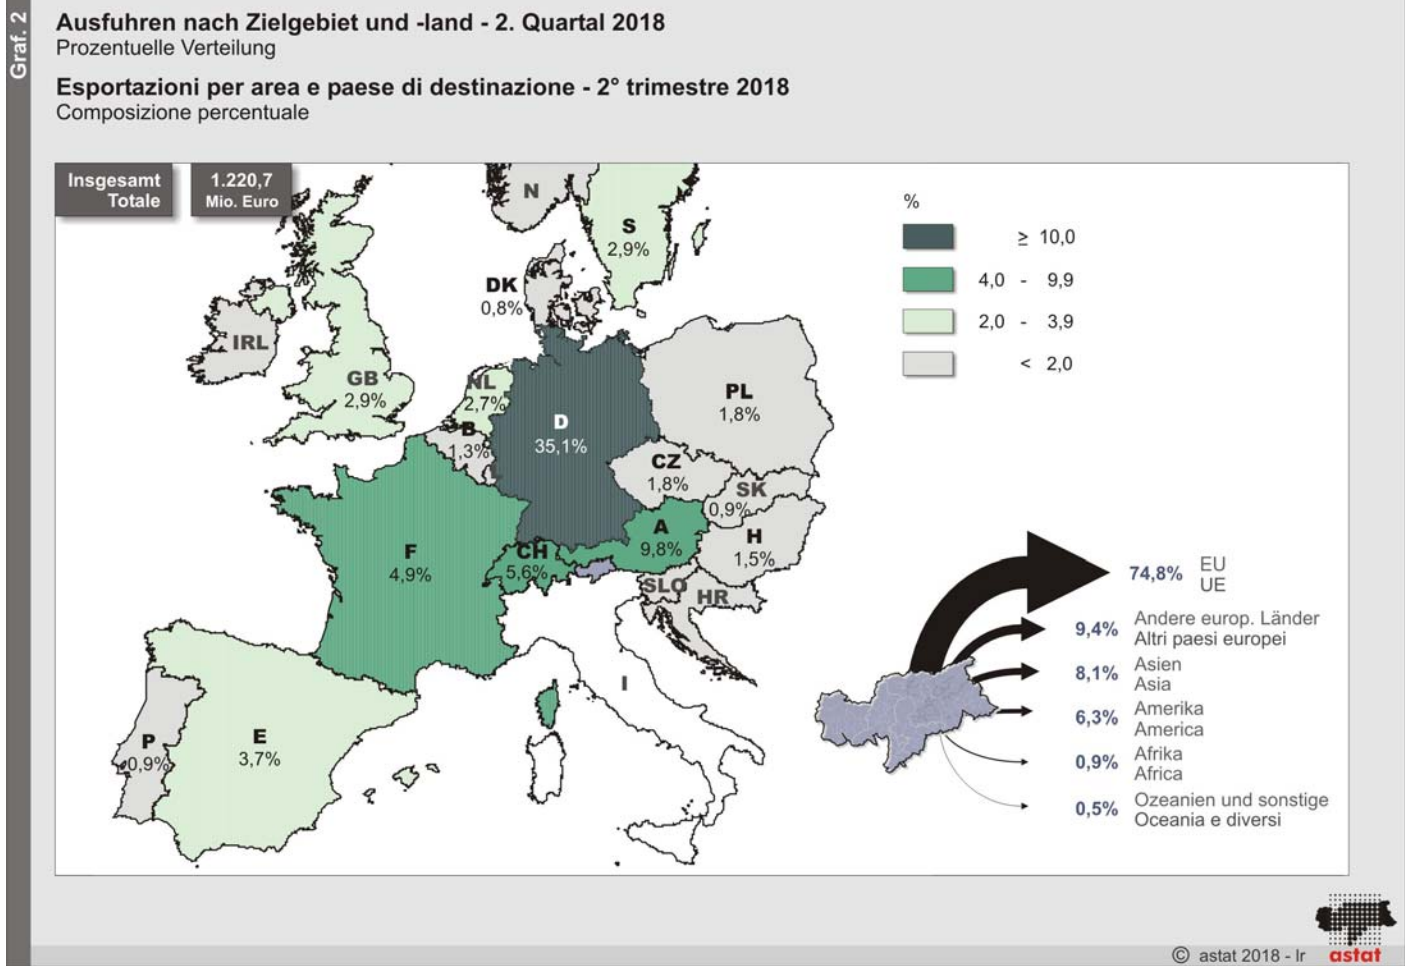 Graf. 2
Ausfuhren nach Zielgebiet und -land - 2. Quartal 2018
Prozentuelle Verteilung
Esportazioni per area e paese di destinazione - 2° trimestre 2018
Composizione percentuale
Insgesamt
Totale
1.220,7
Mio. Euro
N
S
2,9%
DK
0,8%
IRL
GB
2,9%
NL
2,7%
B
1,3%
L
D
35,1%
PL
1,8%
CZ
1,8%
SK
0,9%
A
9,8%
H
1,5%
F
4,9%
CH
5,6%
SLO
HR
I
P
0,9%
E
3,7%
%
≥ 10,0
4,0 - 9,9
2,0 - 3,9
< 2,0
74,8%
EU
UE
9,4%
Andere europ. Länder
Altri paesi europei
8,1%
Asien
Asia
6,3%
Amerika
America
0,9%
Afrika
Africa
0,5%
Ozeanien und sonstige
Oceania e diversi
© astat 2018 - lr
astat